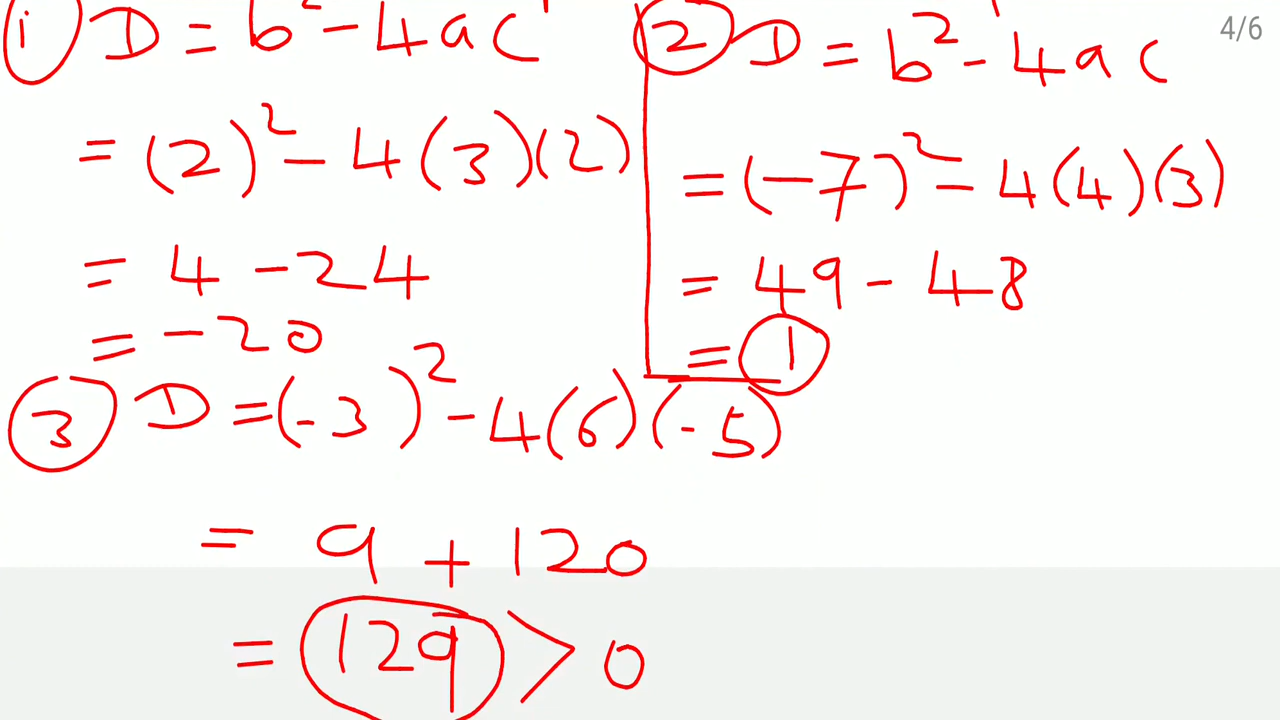 ① D = b² - 4ac
= (2)² - 4(3)(2)
= 4 - 24
= -20
② D = b² - 4ac
= (-7)² - 4(4)(3)
= 49 - 48
= 1
③ D = (-3)² - 4(6)(-5)
= 9 + 120
= 129 > 0
4/6